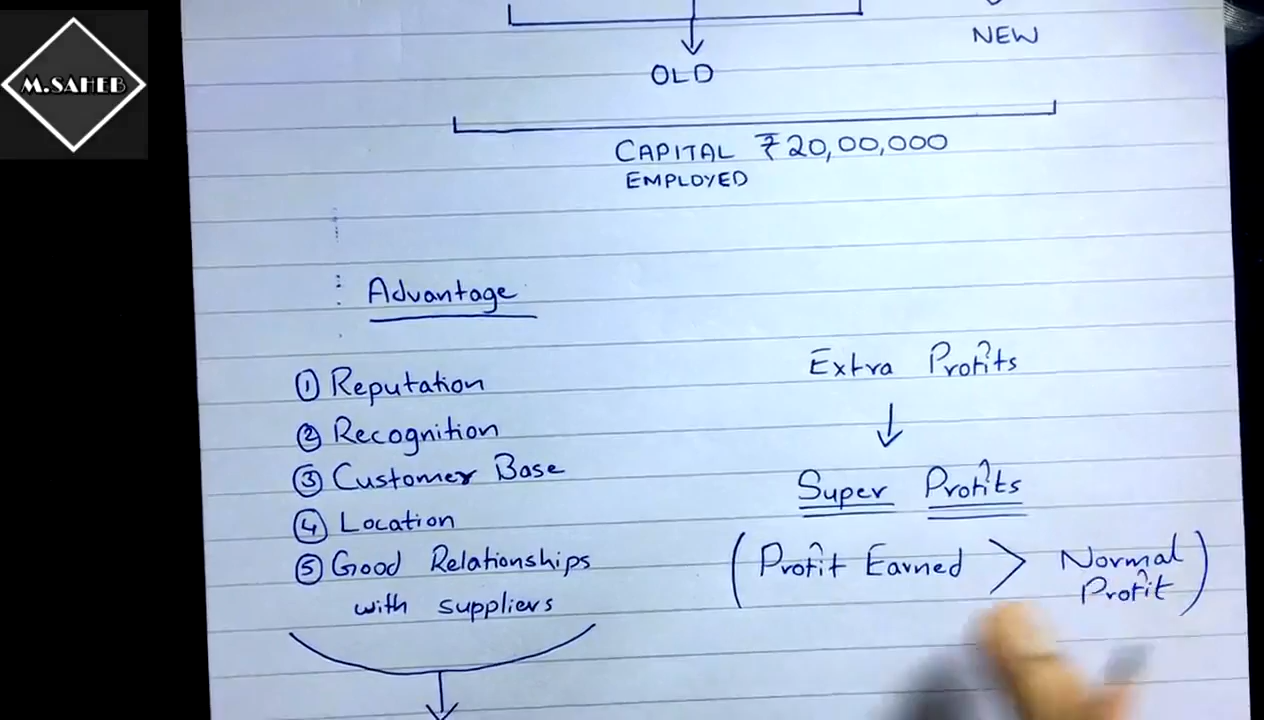 M.SAHEB
NEW
OLD
CAPITAL ₹20,00,000
EMPLOYED
Advantage
① Reputation
② Recognition
③ Customer Base
④ Location
⑤ Good Relationships
with suppliers
Extra Profits
Super Profits
(Profit Earned > Normal
Profit)